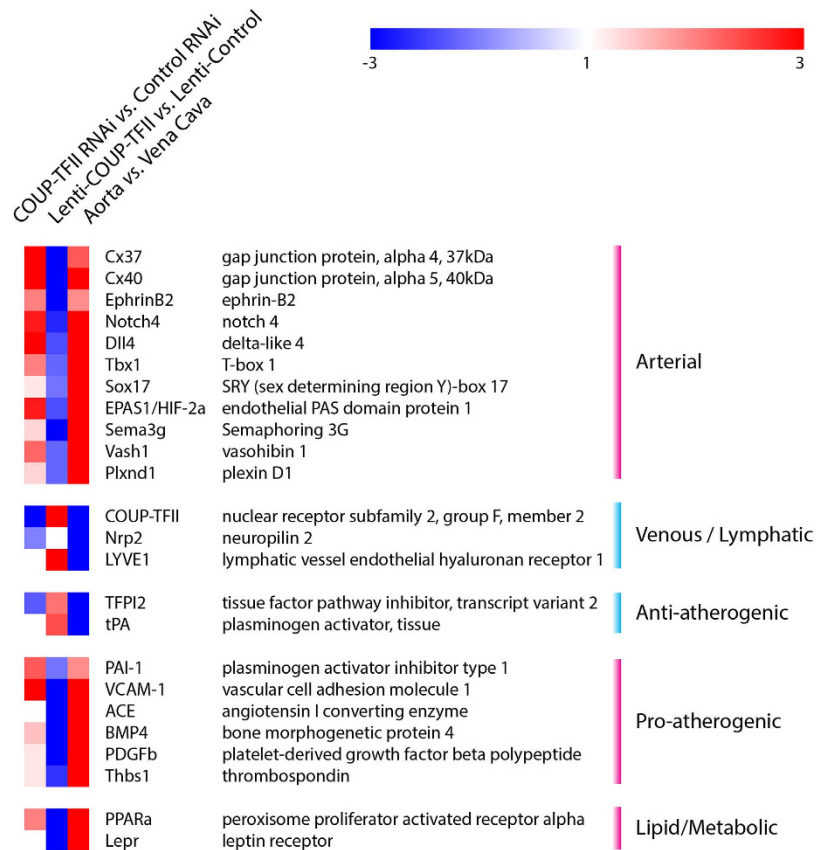 COUP-TFII RNAi vs. Control RNAi
Lenti-COUP-TFII vs. Lenti-Control
Aorta vs. Vena Cava
-3 1 3
Cx37 gap junction protein, alpha 4, 37kDa
Cx40 gap junction protein, alpha 5, 40kDa
EphrinB2 ephrin-B2
Notch4 notch 4
Dll4 delta-like 4
Tbx1 T-box 1
Sox17 SRY (sex determining region Y)-box 17
EPAS1/HIF-2a endothelial PAS domain protein 1
Sema3g Semaphoring 3G
Vash1 vasohibin 1
Plxnd1 plexin D1
Arterial
COUP-TFII nuclear receptor subfamily 2, group F, member 2
Nrp2 neuropilin 2
LYVE1 lymphatic vessel endothelial hyaluronan receptor 1
Venous / Lymphatic
TFPI2 tissue factor pathway inhibitor, transcript variant 2
tPA plasminogen activator, tissue
Anti-atherogenic
PAI-1 plasminogen activator inhibitor type 1
VCAM-1 vascular cell adhesion molecule 1
ACE angiotensin I converting enzyme
BMP4 bone morphogenetic protein 4
PDGFb platelet-derived growth factor beta polypeptide
Thbs1 thrombospondin
Pro-atherogenic
PPARa peroxisome proliferator activated receptor alpha
Lepr leptin receptor
Lipid/Metabolic